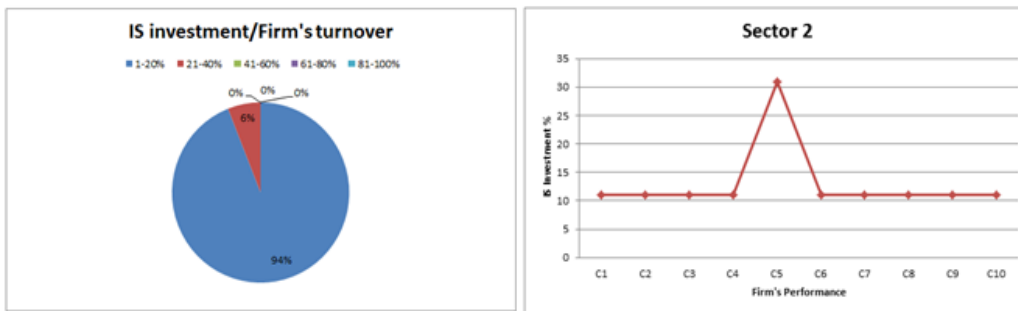 IS investment/Firm's turnover
1-20% 21-40% 41-60% 61-80% 81-100%
0% 0% 0%
6%
94%
Sector 2
35
30
25
20
15
10
5
0
IS Investment %
C1 C2 C3 C4 C5 C6 C7 C8 C9 C10
Firm's Performance